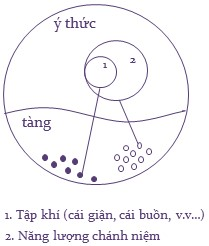 ý thức
1 2
tàng
1. Tập khí (cái giận, cái buồn, v.v...)
2. Năng lượng chánh niệm